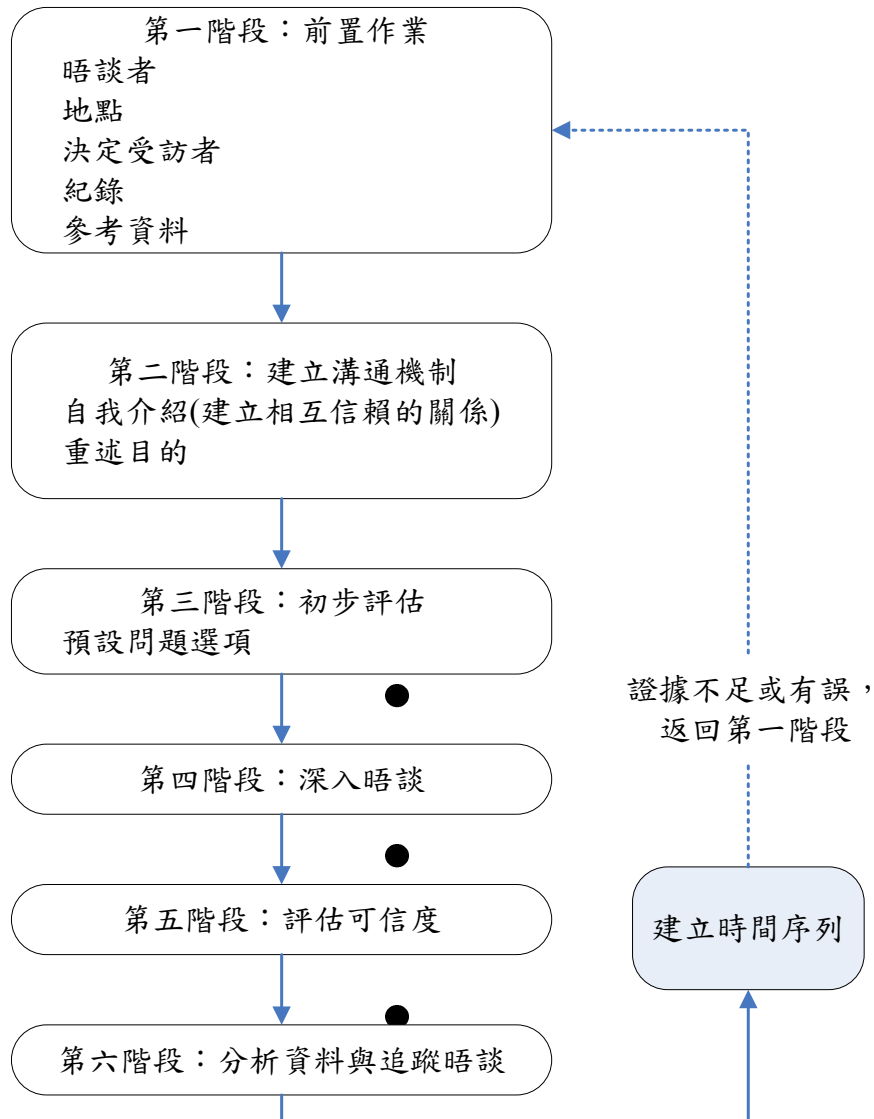 第一階段：前置作業
晤談者
地點
決定受訪者
紀錄
參考資料
第二階段：建立溝通機制
自我介紹(建立相互信賴的關係)
重述目的
第三階段：初步評估
預設問題選項
證據不足或有誤，
返回第一階段
第四階段：深入晤談
第五階段：評估可信度
建立時間序列
第六階段：分析資料與追蹤晤談